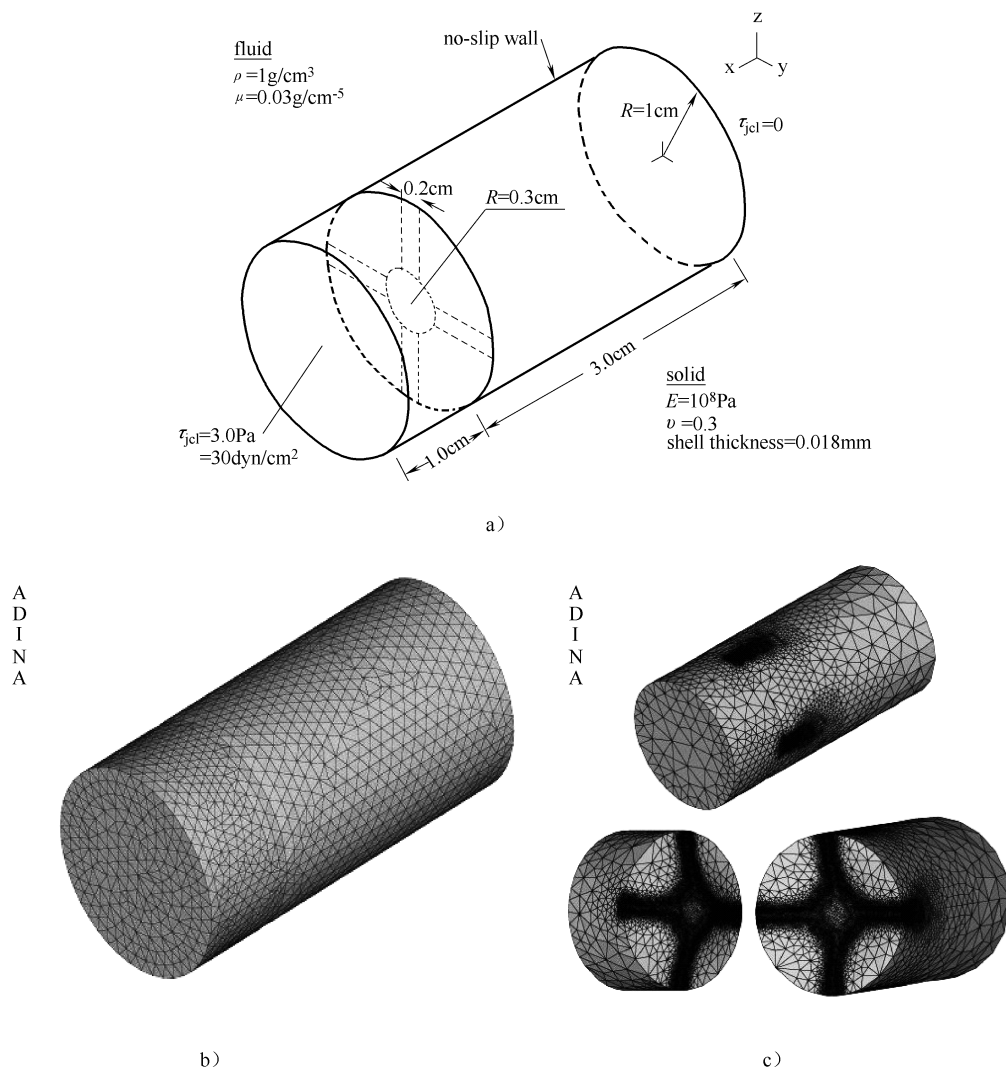 fluid
ρ=1g/cm³
μ=0.03g/cm⁻⁵
no-slip wall
z
x
y
R=1cm
τjcl=0
0.2cm
R=0.3cm
3.0cm
1.0cm
τjcl=3.0Pa
=30dyn/cm²
solid
E=10⁸Pa
υ=0.3
shell thickness=0.018mm
a）
A
D
I
N
A
A
D
I
N
A
b）
c）